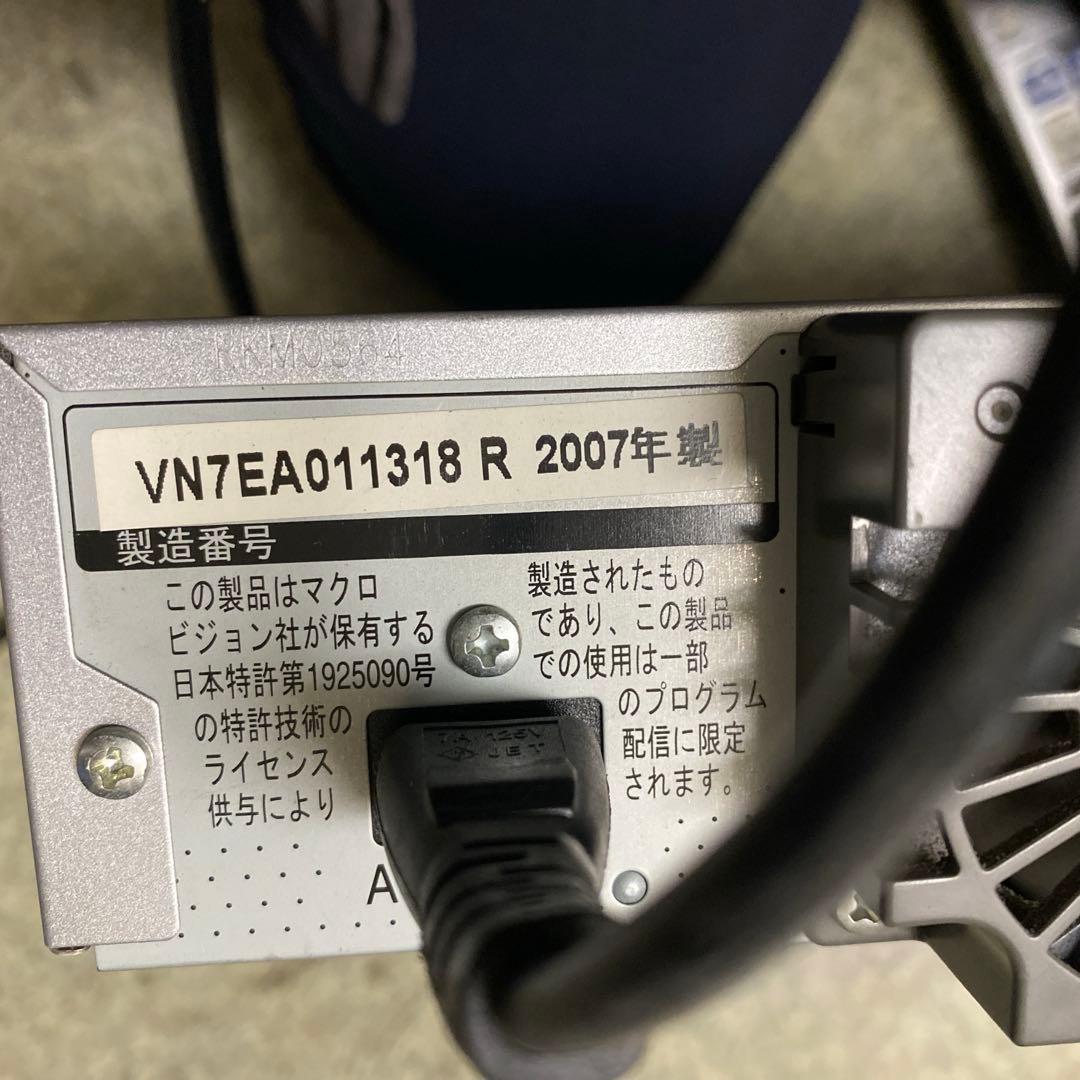 VN7EA011318 R 2007年 製
製造番号
この製品はマクロ
ビジョン社が保有する
日本特許第1925090号
の特許技術の
ライセンス
供与により
製造されたもの
であり、この製品
での使用は一部
のプログラム
配信に限定
されます。
A